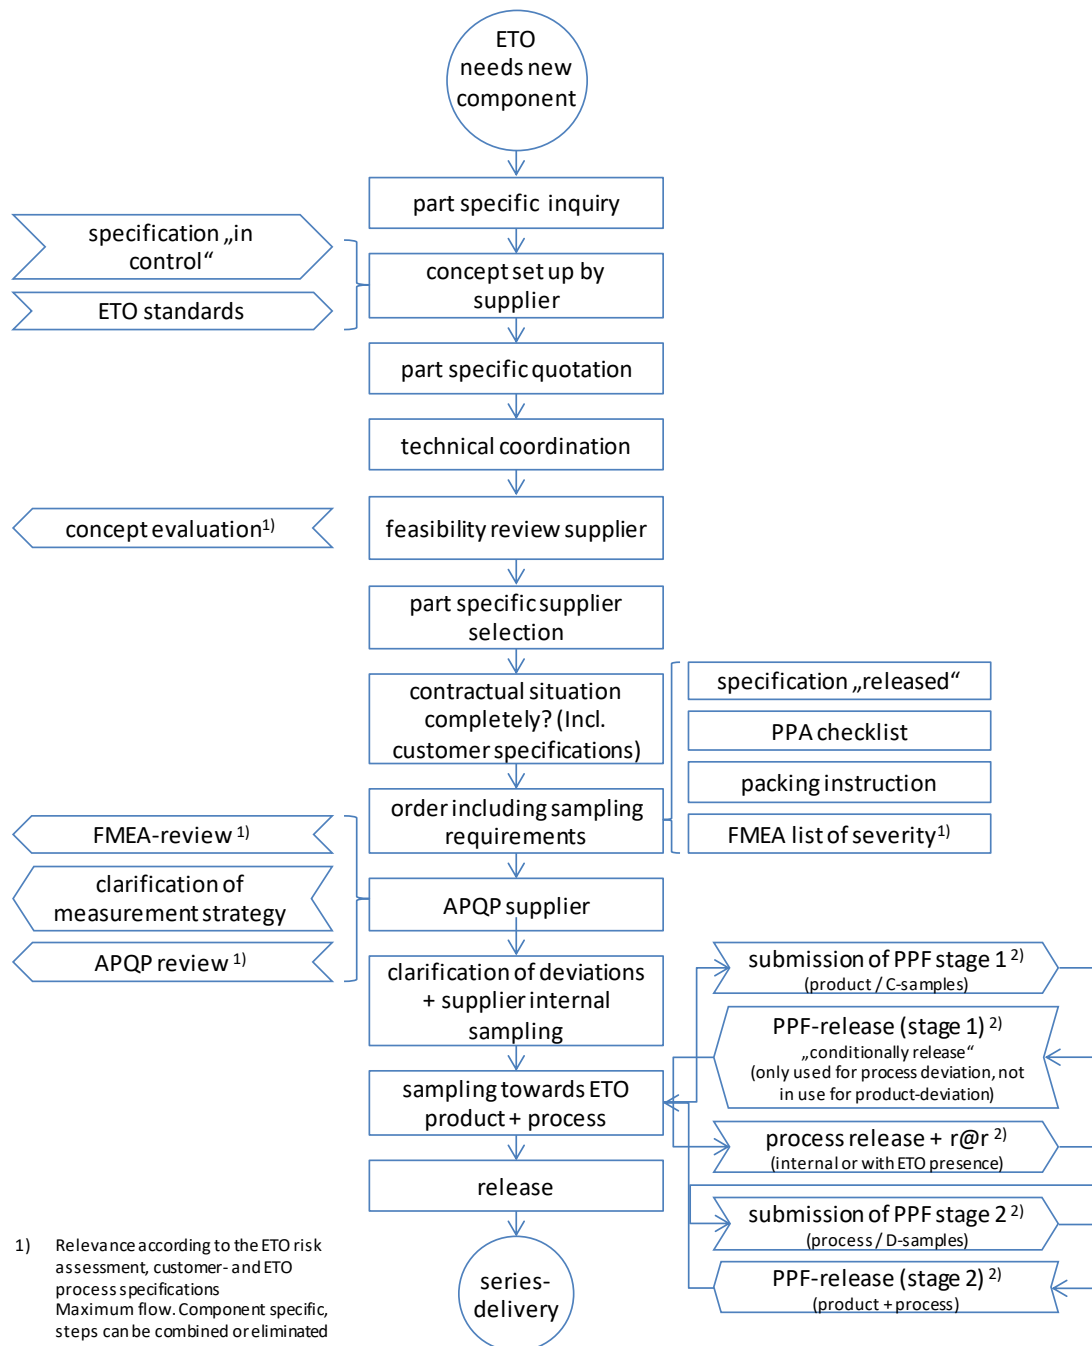 ETO
needs new
component
part specific inquiry
specification „in
control“
ETO standards
concept set up by
supplier
part specific quotation
technical coordination
concept evaluation1)
feasibility review supplier
part specific supplier
selection
contractual situation
completely? (Incl.
customer specifications)
specification „released“
PPA checklist
packing instruction
FMEA list of severity1)
order including sampling
requirements
FMEA-review 1)
clarification of
measurement strategy
APQP review 1)
APQP supplier
clarification of deviations
+ supplier internal
sampling
submission of PPF stage 1 2)
(product / C-samples)
PPF-release (stage 1) 2)
„conditionally release“
(only used for process deviation, not
in use for product-deviation)
sampling towards ETO
product + process
process release + r@r 2)
(internal or with ETO presence)
release
submission of PPF stage 2 2)
(process / D-samples)
PPF-release (stage 2) 2)
(product + process)
series-
delivery
1) Relevance according to the ETO risk
assessment, customer- and ETO
process specifications
Maximum flow. Component specific,
steps can be combined or eliminated